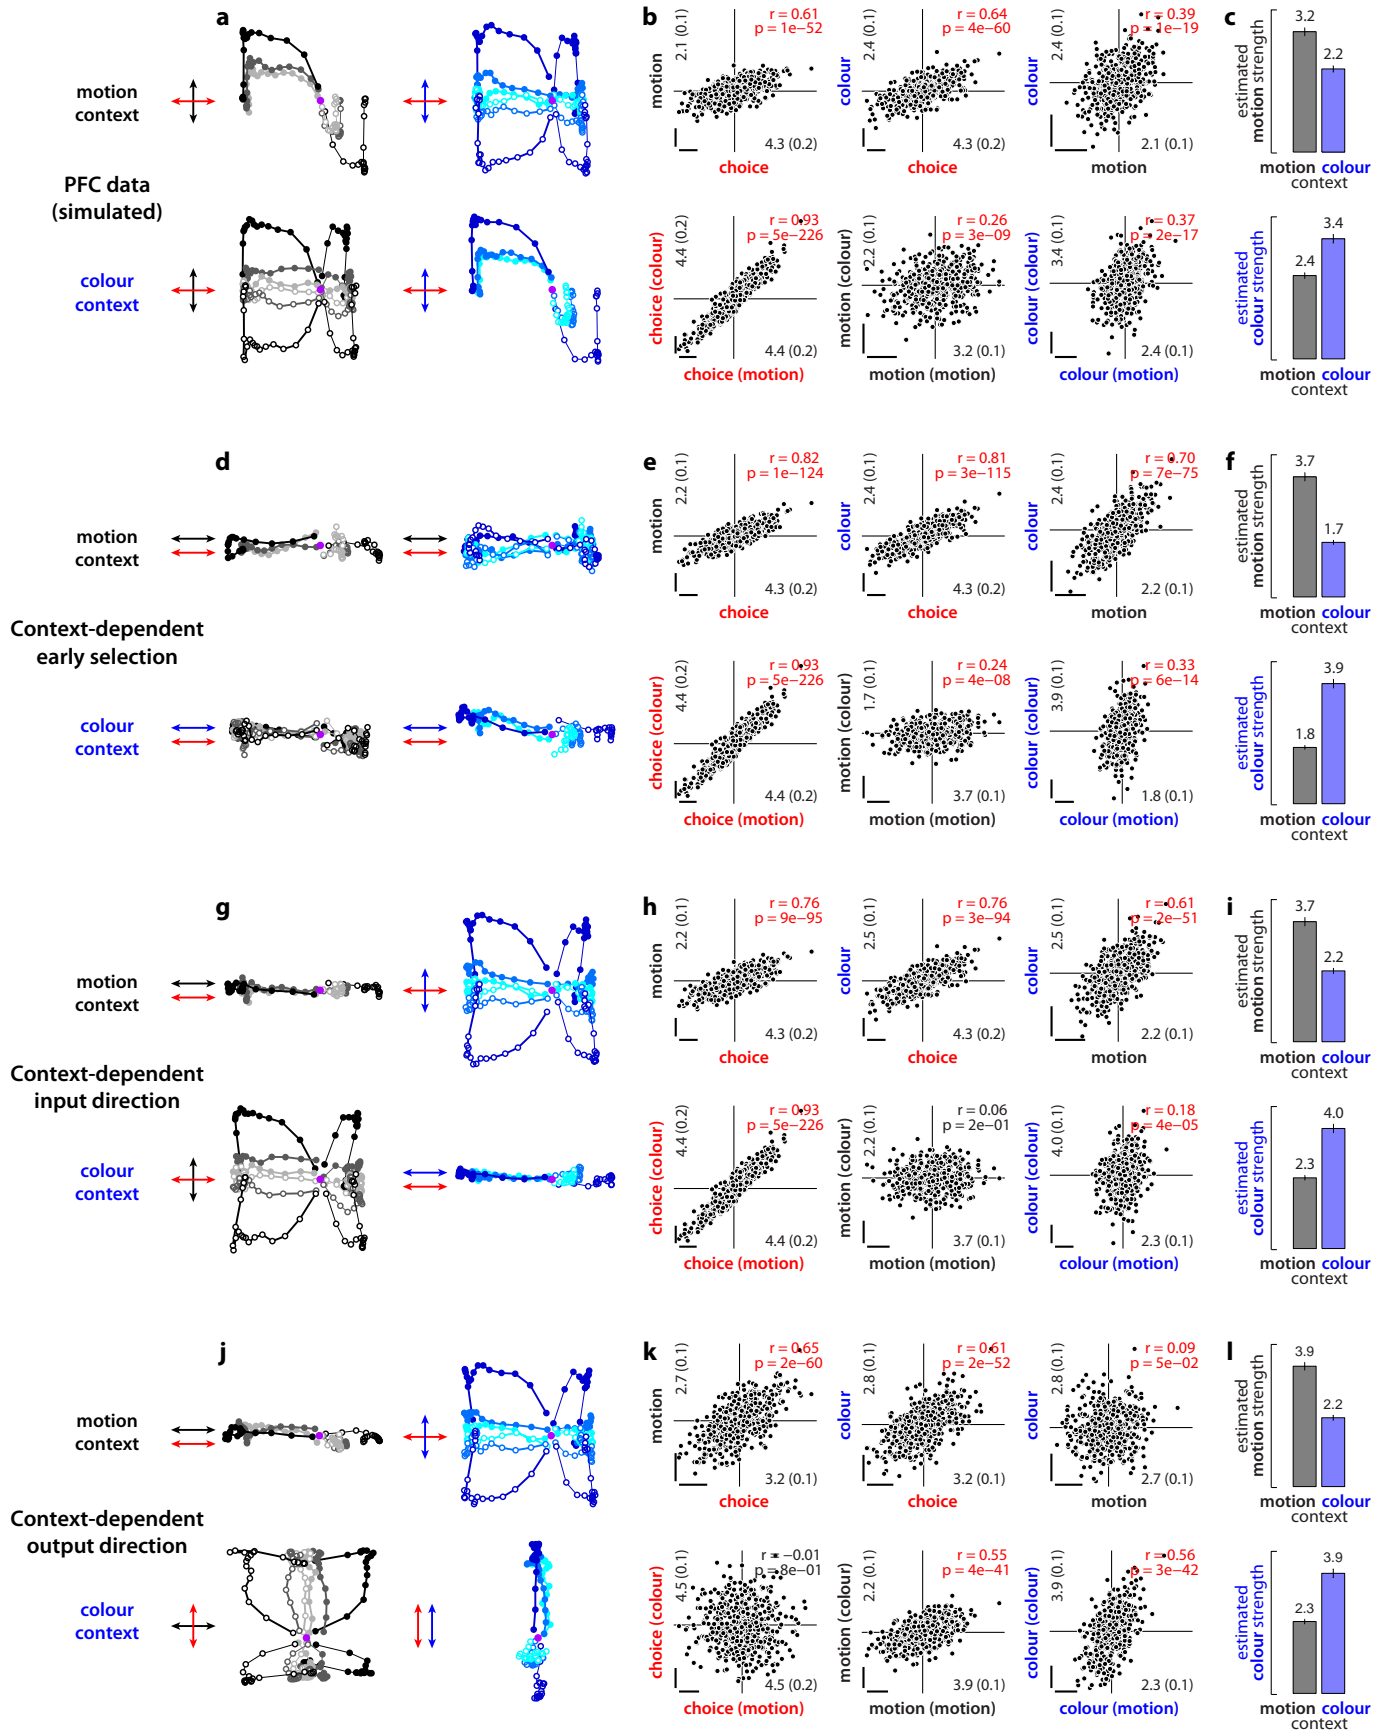 a
b
c
motion
context
PFC data
(simulated)
colour
context
motion
2.1 (0.1)
r = 0.61
p = 1e−52
4.3 (0.2)
choice
colour
2.4 (0.1)
r = 0.64
p = 4e−60
4.3 (0.2)
choice
colour
2.4 (0.1)
r = 0.39
p = 1e−19
2.1 (0.1)
motion
estimated
motion strength
3.2
2.2
motion colour
context
choice (colour)
4.4 (0.2)
r = 0.93
p = 5e−226
4.4 (0.2)
choice (motion)
motion (colour)
2.2 (0.1)
r = 0.26
p = 3e−09
3.2 (0.1)
motion (motion)
colour (colour)
3.4 (0.1)
r = 0.37
p = 2e−17
2.4 (0.1)
colour (motion)
estimated
colour strength
2.4
3.4
motion colour
context
d
e
f
motion
context
Context-dependent
early selection
colour
context
motion
2.2 (0.1)
r = 0.82
p = 1e−124
4.3 (0.2)
choice
colour
2.4 (0.1)
r = 0.81
p = 3e−115
4.3 (0.2)
choice
colour
2.4 (0.1)
r = 0.70
p = 7e−75
2.2 (0.1)
motion
estimated
motion strength
3.7
1.7
motion colour
context
choice (colour)
4.4 (0.2)
r = 0.93
p = 5e−226
4.4 (0.2)
choice (motion)
motion (colour)
1.7 (0.1)
r = 0.24
p = 4e−08
3.7 (0.1)
motion (motion)
colour (colour)
3.9 (0.1)
r = 0.33
p = 6e−14
1.8 (0.1)
colour (motion)
estimated
colour strength
1.8
3.9
motion colour
context
g
h
i
motion
context
Context-dependent
input direction
colour
context
motion
2.2 (0.1)
r = 0.76
p = 9e−95
4.3 (0.2)
choice
colour
2.5 (0.1)
r = 0.76
p = 3e−94
4.3 (0.2)
choice
colour
2.5 (0.1)
r = 0.61
p = 2e−51
2.2 (0.1)
motion
estimated
motion strength
3.7
2.2
motion colour
context
choice (colour)
4.4 (0.2)
r = 0.93
p = 5e−226
4.4 (0.2)
choice (motion)
motion (colour)
2.2 (0.1)
r = 0.06
p = 2e−01
3.7 (0.1)
motion (motion)
colour (colour)
4.0 (0.1)
r = 0.18
p = 4e−05
2.3 (0.1)
colour (motion)
estimated
colour strength
2.3
4.0
motion colour
context
j
k
l
motion
context
Context-dependent
output direction
colour
context
motion
2.7 (0.1)
r = 0.65
p = 2e−60
3.2 (0.1)
choice
colour
2.8 (0.1)
r = 0.61
p = 2e−52
3.2 (0.1)
choice
colour
2.8 (0.1)
r = 0.09
p = 5e−02
2.7 (0.1)
motion
estimated
motion strength
3.9
2.2
motion colour
context
choice (colour)
4.5 (0.1)
r = −0.01
p = 8e−01
4.5 (0.2)
choice (motion)
motion (colour)
2.2 (0.1)
r = 0.55
p = 4e−41
3.9 (0.1)
motion (motion)
colour (colour)
3.9 (0.1)
r = 0.56
p = 3e−42
2.3 (0.1)
colour (motion)
estimated
colour strength
2.3
3.9
motion colour
context